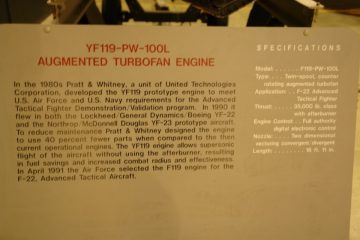 YF119-PW-100L
AUGMENTED TURBOFAN ENGINE
In the 1980s Pratt & Whitney, a unit of United Technologies
Corporation, developed the YF119 prototype engine to meet
U.S. Air Force and U.S. Navy requirements for the Advanced
Tactical Fighter Demonstration/Validation program. In 1990 it
flew in both the Lockheed/General Dynamics/Boeing YF-22
and the Northrop/McDonnell Douglas YF-23 prototype aircraft.
To reduce maintenance Pratt & Whitney designed the engine
to use 40 percent fewer parts when compared to the then
current operational engines. The YF119 engine allows supersonic
flight of the aircraft without using the afterburner, resulting
in fuel savings and increased combat radius and effectiveness.
In April 1991 the Air Force selected the F119 engine for the
F-22, Advanced Tactical Aircraft.
SPECIFICATIONS
Model . . . . . . . F119-PW-100L
Type . . . Twin-spool, counter
rotating augmented turbofan
Application . . F-22 Advanced
Tactical Fighter
Thrust . . . . 35,000 lb. class
with afterburner
Engine Control . . Full authority
digital electronic control
Nozzle . . . . Two dimensional
vectoring convergent divergent
Length . . . . . . . . 16 ft. 11 in.